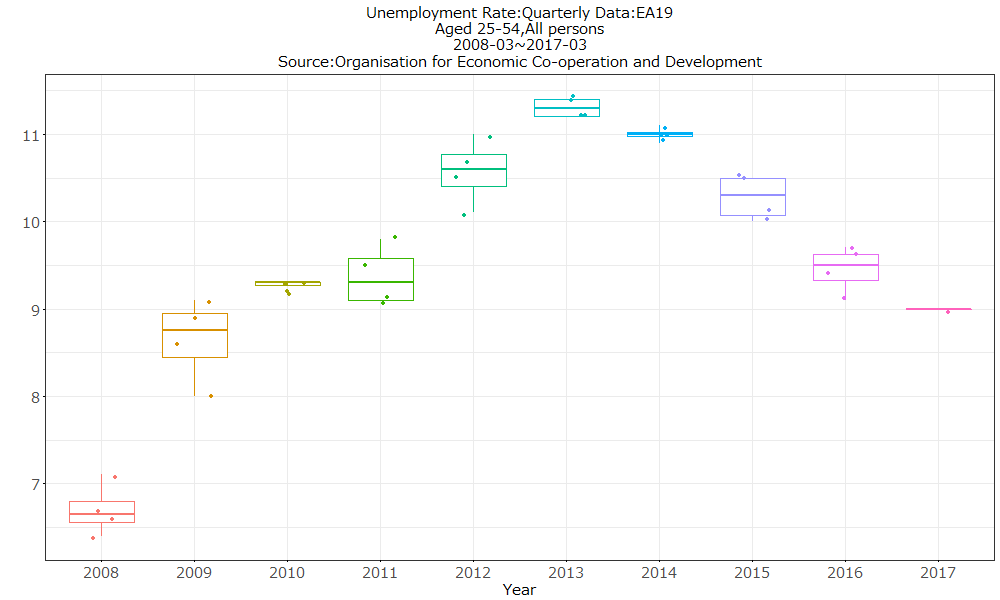 Unemployment Rate:Quarterly Data:EA19
Aged 25-54,All persons
2008-03~2017-03
Source:Organisation for Economic Co-operation and Development
11
10
9
8
7
2008 2009 2010 2011 2012 2013 2014 2015 2016 2017
Year